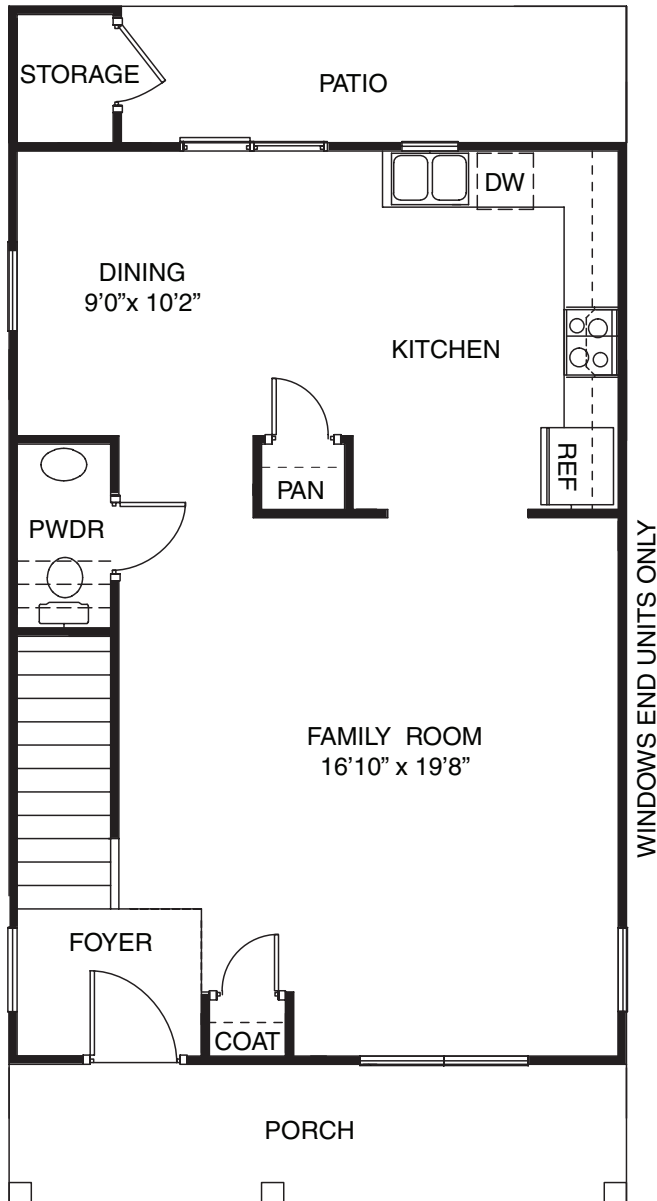 STORAGE
PATIO
DW
DINING
9’0”x 10’2”
KITCHEN
REF
PAN
PWDR
WINDOWS END UNITS ONLY
FAMILY ROOM
16’10” x 19’8”
FOYER
COAT
PORCH